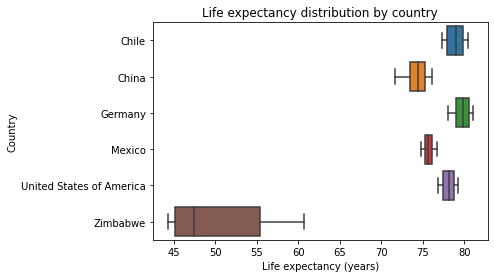 Life expectancy distribution by country
Country
Chile
China
Germany
Mexico
United States of America
Zimbabwe
45 50 55 60 65 70 75 80
Life expectancy (years)